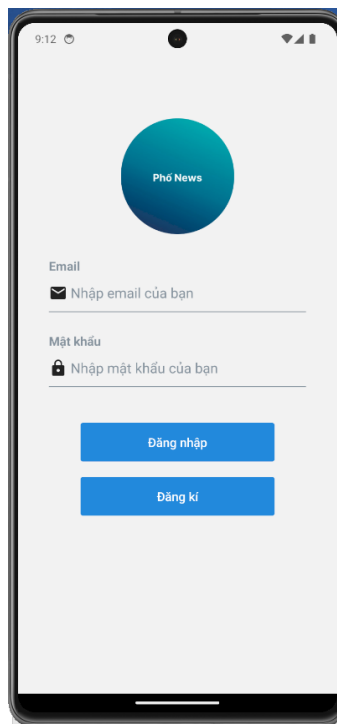 9:12
Phố News
Email
Nhập email của bạn
Mật khẩu
Nhập mật khẩu của bạn
Đăng nhập
Đăng kí